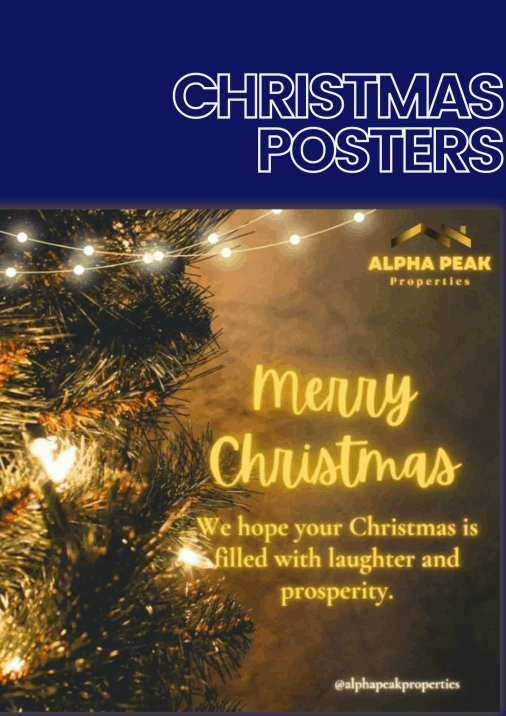 CHRISTMAS
POSTERS
ALPHA PEAK
Properties
Merry
Christmas
We hope your Christmas is
filled with laughter and
prosperity.
@alphapeakproperties